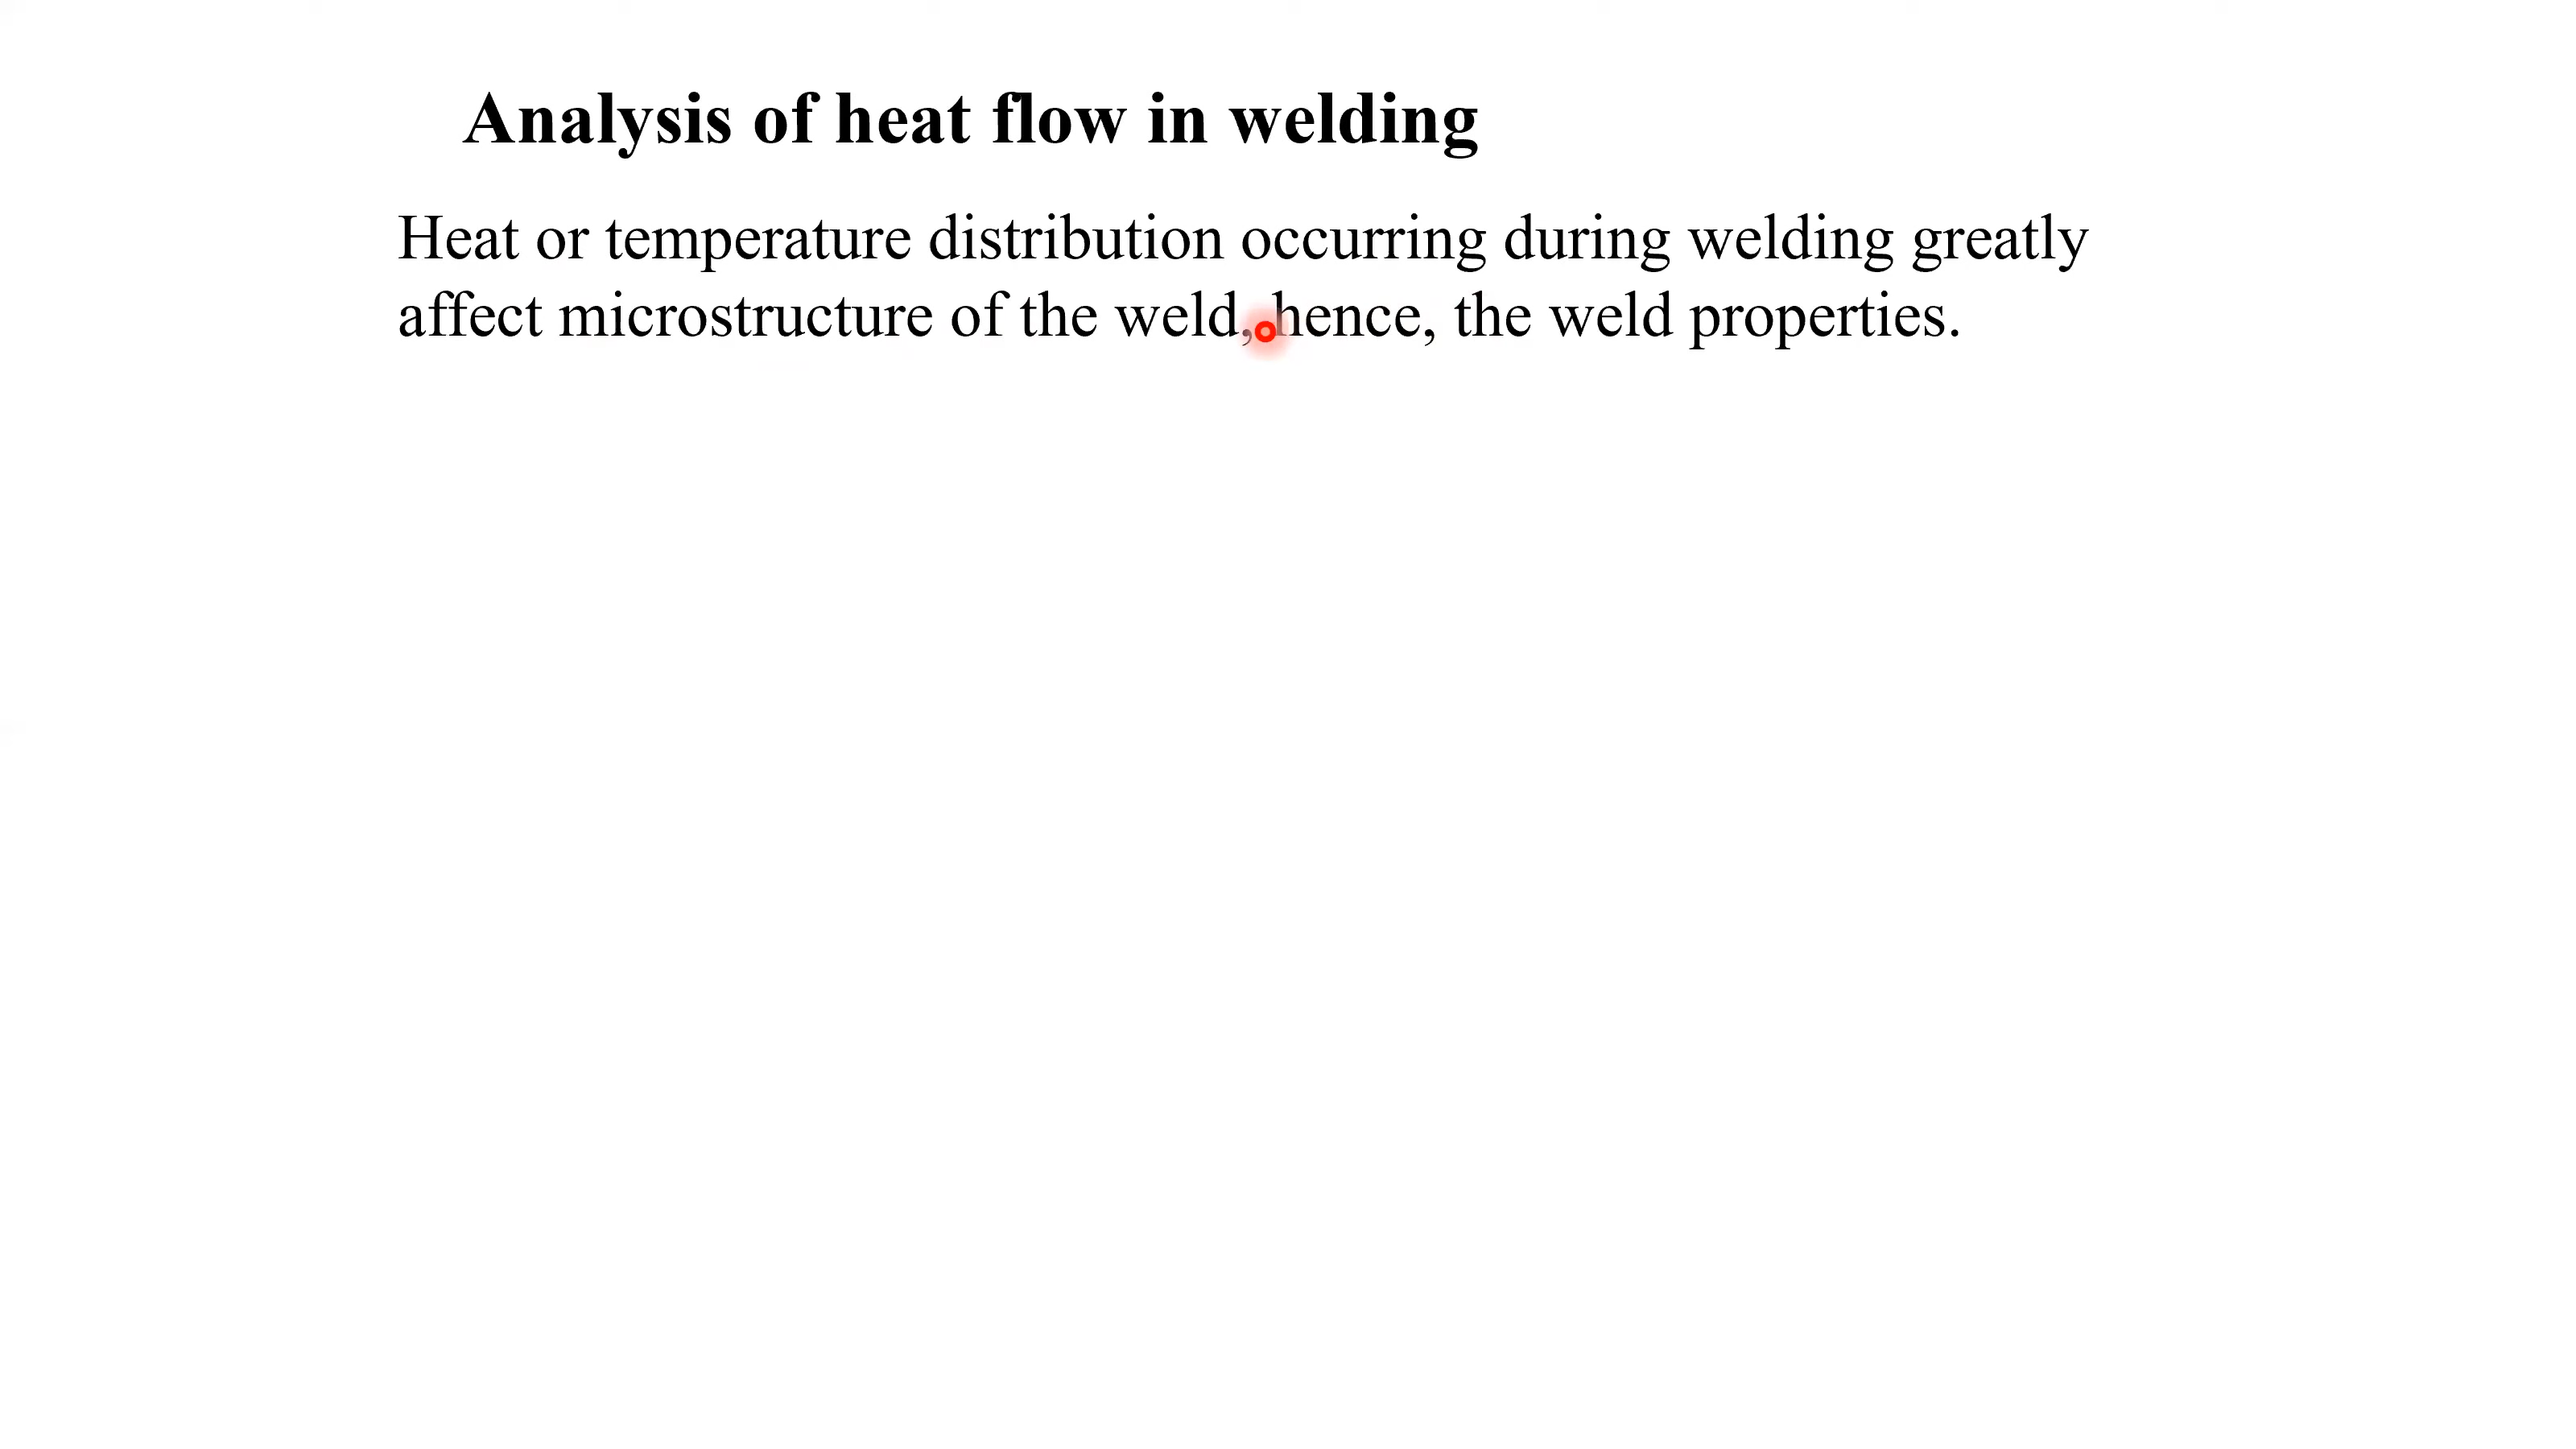 Analysis of heat flow in welding
Heat or temperature distribution occurring during welding greatly
affect microstructure of the weld, hence, the weld properties.